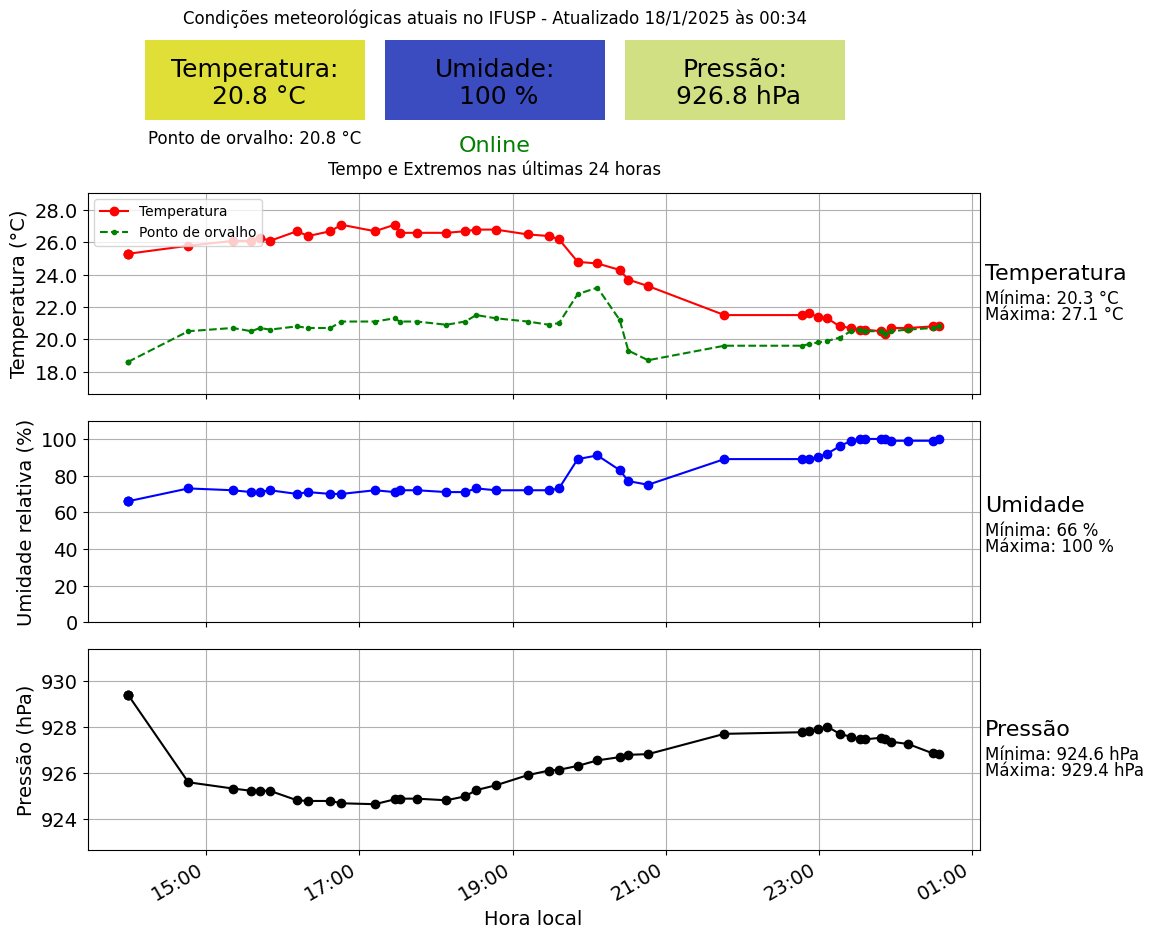 Condições meteorológicas atuais no IFUSP - Atualizado 18/1/2025 às 00:34
Temperatura:
20.8 °C
Umidade:
100 %
Pressão:
926.8 hPa
Ponto de orvalho: 20.8 °C
Online
Tempo e Extremos nas últimas 24 horas
Temperatura (°C)
28.0
26.0
24.0
22.0
20.0
18.0
Temperatura
Ponto de orvalho
Temperatura
Mínima: 20.3 °C
Máxima: 27.1 °C
Umidade relativa (%)
100
80
60
40
20
0
Umidade
Mínima: 66 %
Máxima: 100 %
Pressão (hPa)
930
928
926
924
Pressão
Mínima: 924.6 hPa
Máxima: 929.4 hPa
15:00
17:00
19:00
21:00
23:00
01:00
Hora local